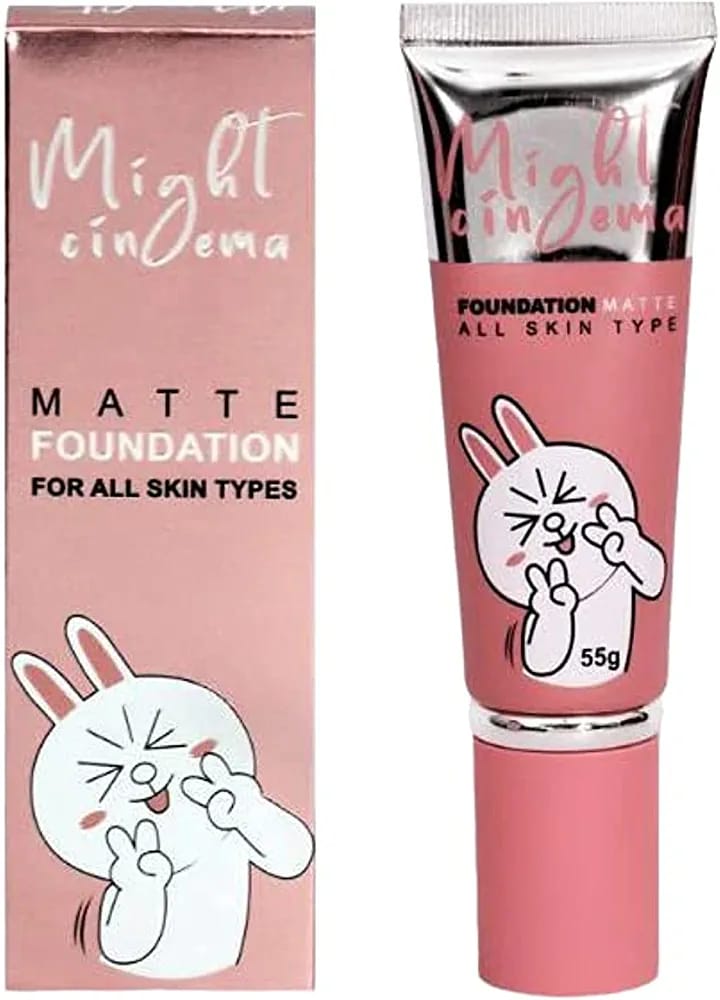 Might
cinema
MATTE
FOUNDATION
FOR ALL SKIN TYPES
Might
cinema
FOUNDATION MATTE
ALL SKIN TYPE
55g